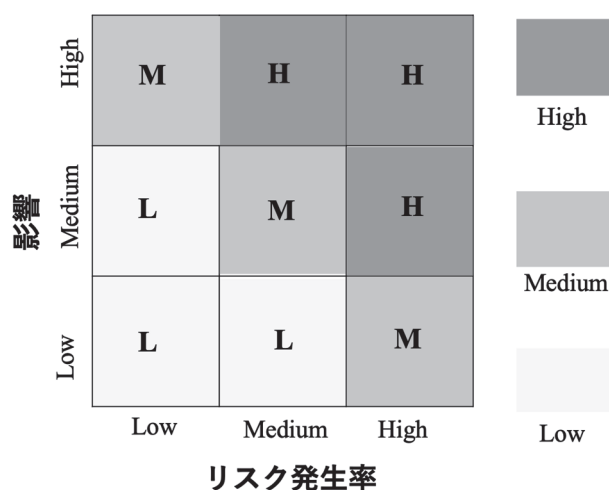 High
M H H
High
影響
Medium
L M H
Medium
Low
L L M
Low
Low Medium High
リスク発生率